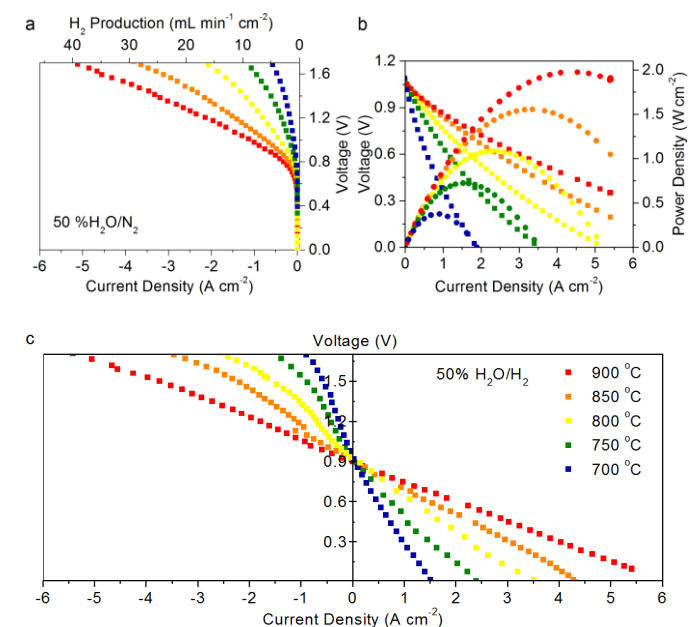 a
H2 Production (mL min-1 cm-2)
40 30 20 10 0
1.6
1.2
0.8
0.4
0.0
Voltage (V)
50 %H2O/N2
-6 -5 -4 -3 -2 -1 0
Current Density (A cm-2)
b
1.2
0.9
0.6
0.3
0.0
Voltage (V)
2.0
1.5
1.0
0.5
0.0
Power Density (W cm-2)
0 1 2 3 4 5 6
Current Density (A cm-2)
c
Voltage (V)
1.5
1.2
0.9
0.6
0.3
50% H2O/H2
900 °C
850 °C
800 °C
750 °C
700 °C
-6 -5 -4 -3 -2 -1 0 1 2 3 4 5 6
Current Density (A cm-2)